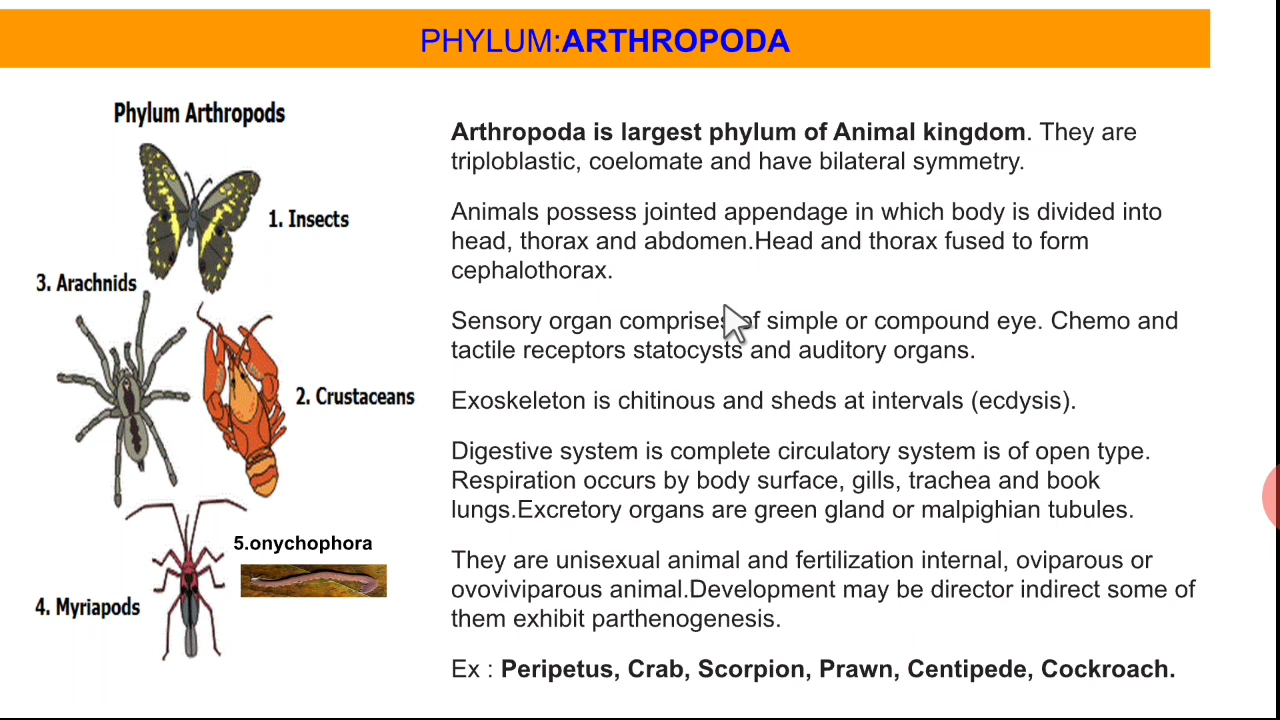 PHYLUM:ARTHROPODA
Phylum Arthropods
1. Insects
3. Arachnids
2. Crustaceans
5.onychophora
4. Myriapods
Arthropoda is largest phylum of Animal kingdom. They are
triploblastic, coelomate and have bilateral symmetry.
Animals possess jointed appendage in which body is divided into
head, thorax and abdomen.Head and thorax fused to form
cephalothorax.
Sensory organ comprises of simple or compound eye. Chemo and
tactile receptors statocysts and auditory organs.
Exoskeleton is chitinous and sheds at intervals (ecdysis).
Digestive system is complete circulatory system is of open type.
Respiration occurs by body surface, gills, trachea and book
lungs.Excretory organs are green gland or malpighian tubules.
They are unisexual animal and fertilization internal, oviparous or
ovoviviparous animal.Development may be director indirect some of
them exhibit parthenogenesis.
Ex : Peripetus, Crab, Scorpion, Prawn, Centipede, Cockroach.